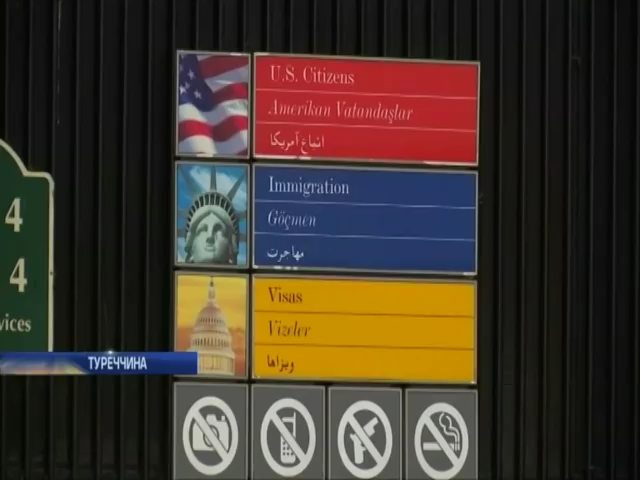 U.S. Citizens
Amerikan Vatandaşlar
اتباع آمریکا
Immigration
Göçmen
مهاجرت
Visas
Vizeler
ویزاها
4
4
vices
ТУРЕЧЧИНА